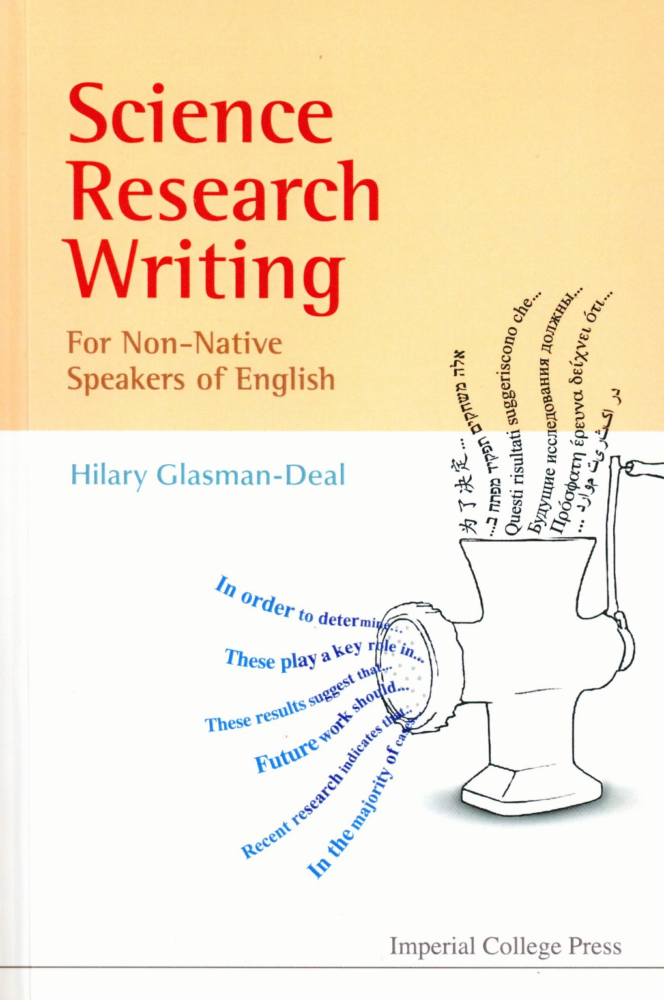 Science
Research
Writing
For Non-Native
Speakers of English
Hilary Glasman-Deal
为了决定...
...אלה משחקים תפקיד מפתח ב
Questi risultati suggeriscono che...
Будущие исследования должны...
Πρόσφατη έρευνα δείχνει ότι...
در اکثریت موارد ...
In order to determine...
These play a key role in...
These results suggest that...
Future work should...
Recent research indicates that...
In the majority of cases...
Imperial College Press